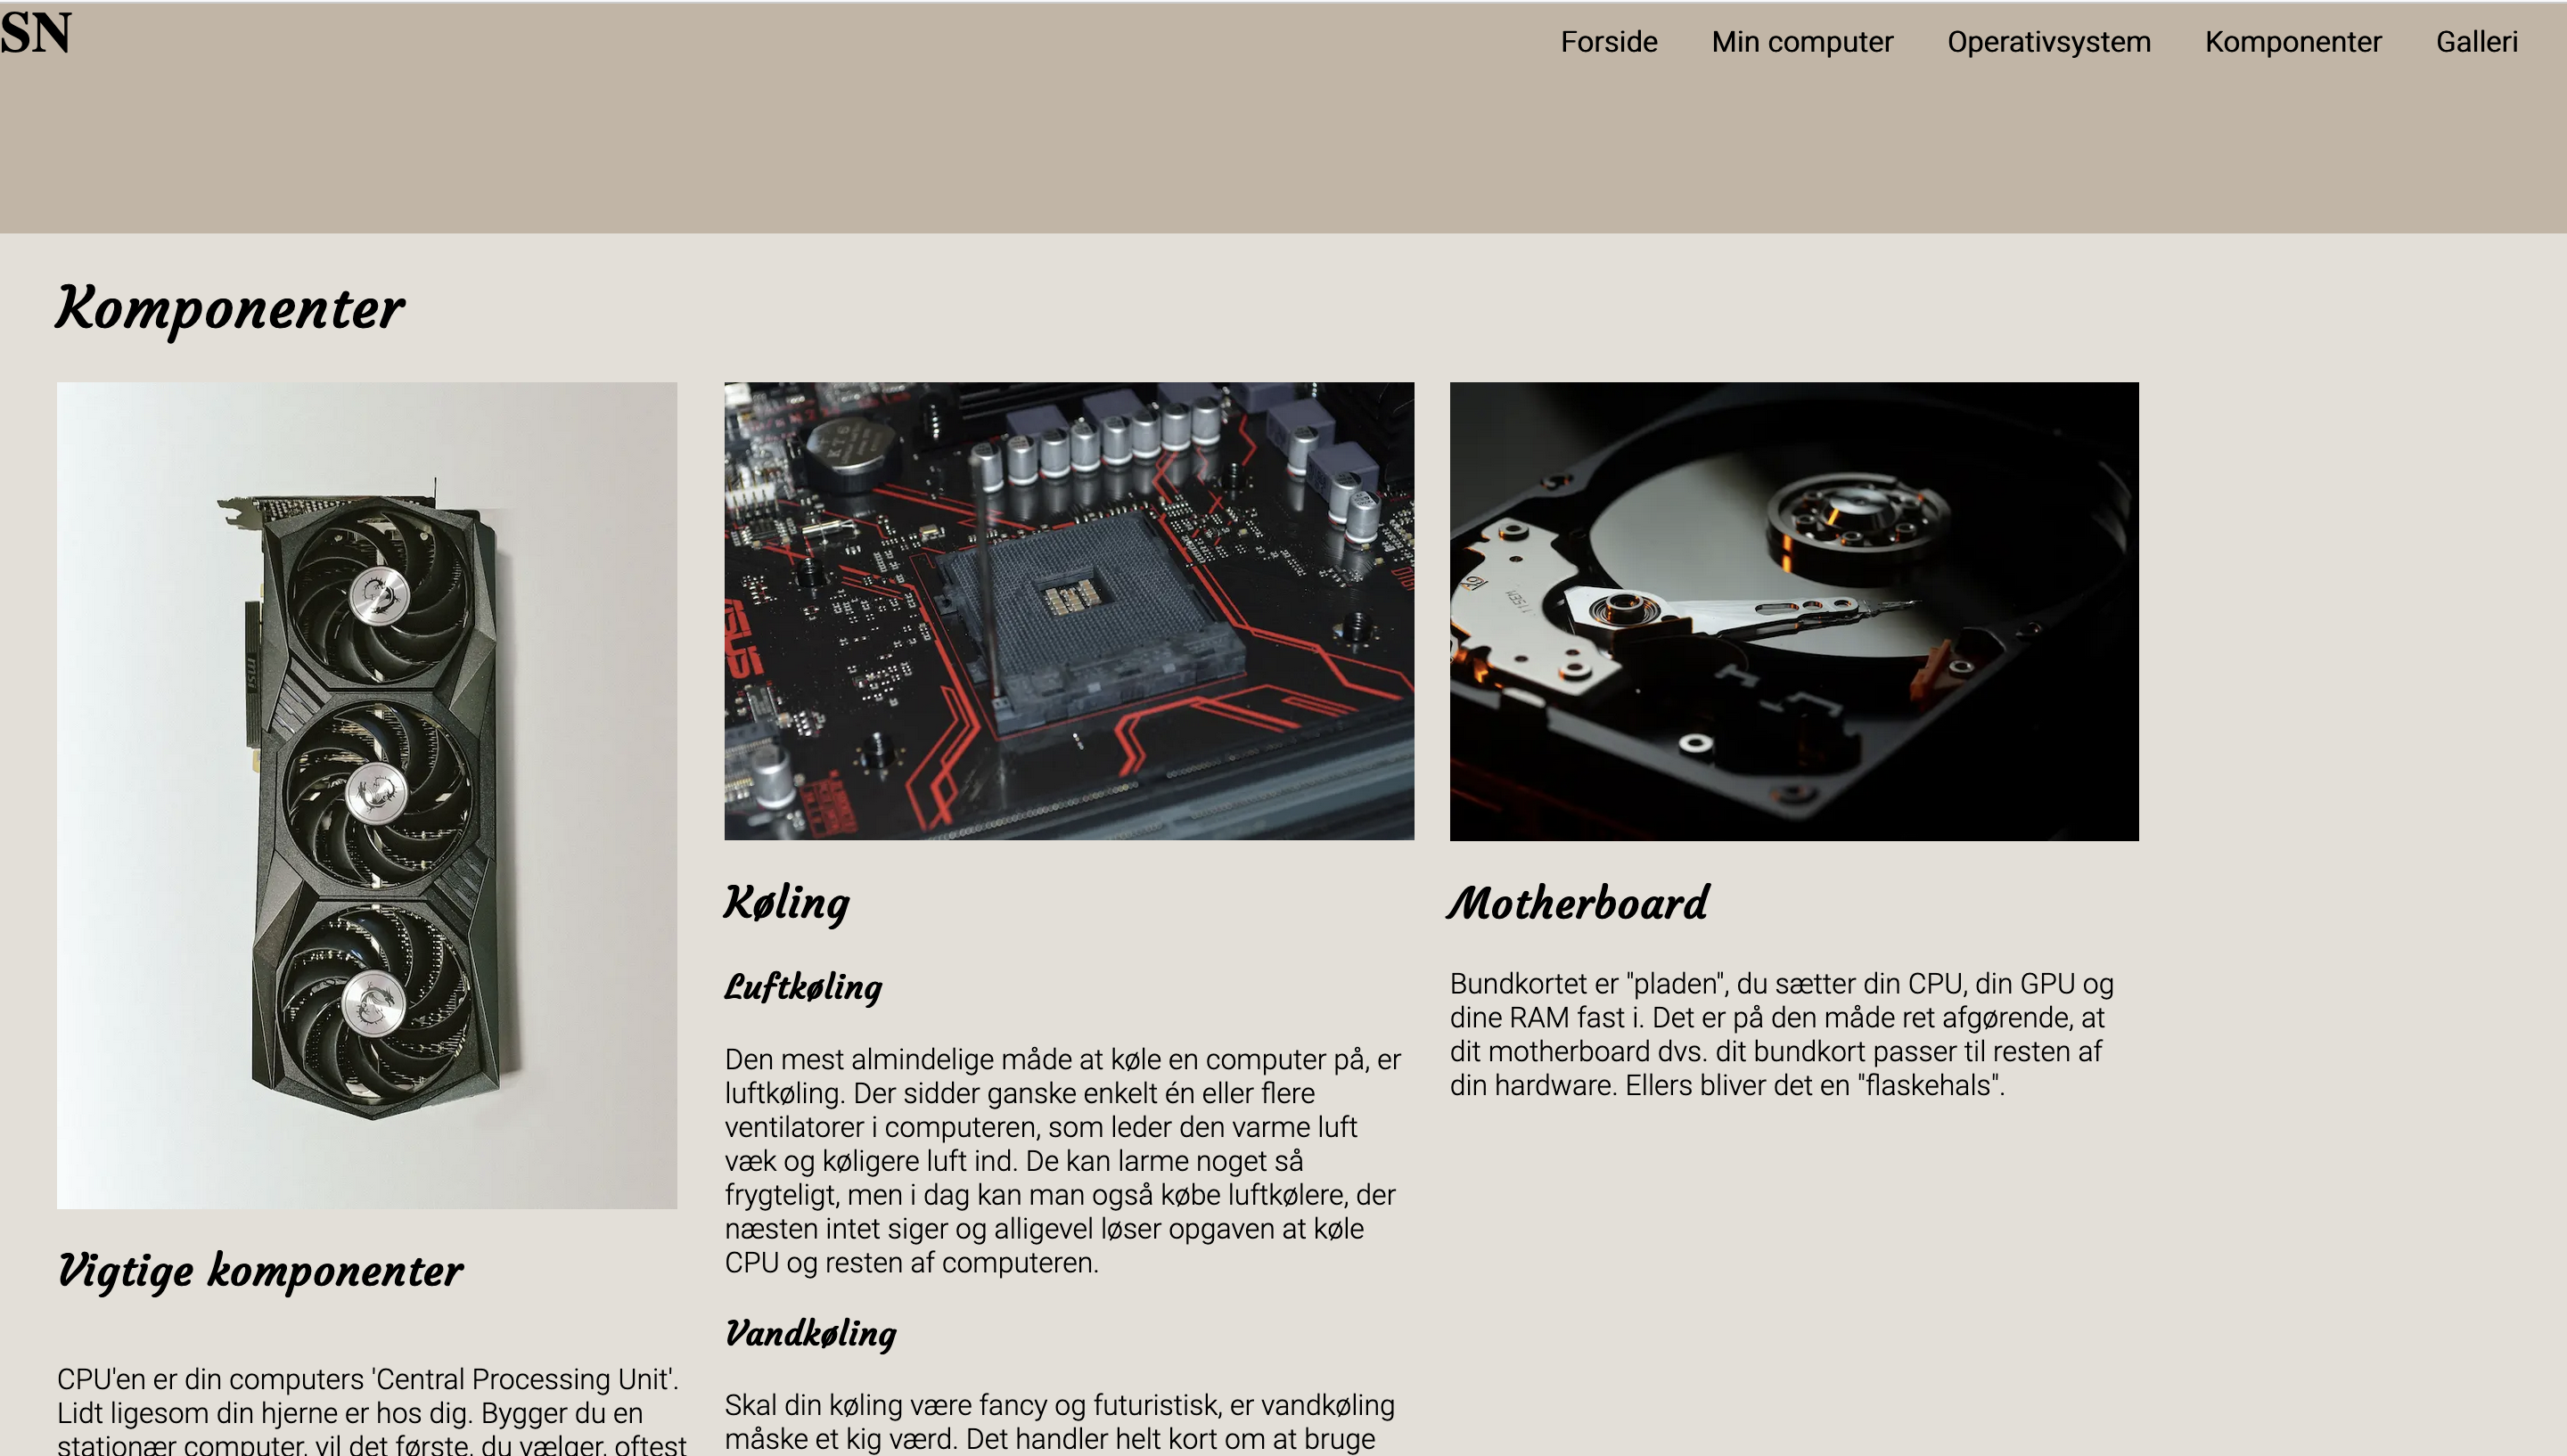 SN
Forside Min computer Operativsystem Komponenter Galleri
Komponenter
msi
Vigtige komponenter
CPU'en er din computers 'Central Processing Unit'.
Lidt ligesom din hjerne er hos dig. Bygger du en
stationær computer, vil det første, du vælger, oftest
Køling
Luftkøling
Den mest almindelige måde at køle en computer på, er
luftkøling. Der sidder ganske enkelt én eller flere
ventilatorer i computeren, som leder den varme luft
væk og køligere luft ind. De kan larme noget så
frygteligt, men i dag kan man også købe luftkølere, der
næsten intet siger og alligevel løser opgaven at køle
CPU og resten af computeren.
Vandkøling
Skal din køling være fancy og futuristisk, er vandkøling
måske et kig værd. Det handler helt kort om at bruge
Motherboard
Bundkortet er "pladen", du sætter din CPU, din GPU og
dine RAM fast i. Det er på den måde ret afgørende, at
dit motherboard dvs. dit bundkort passer til resten af
din hardware. Ellers bliver det en "flaskehals".